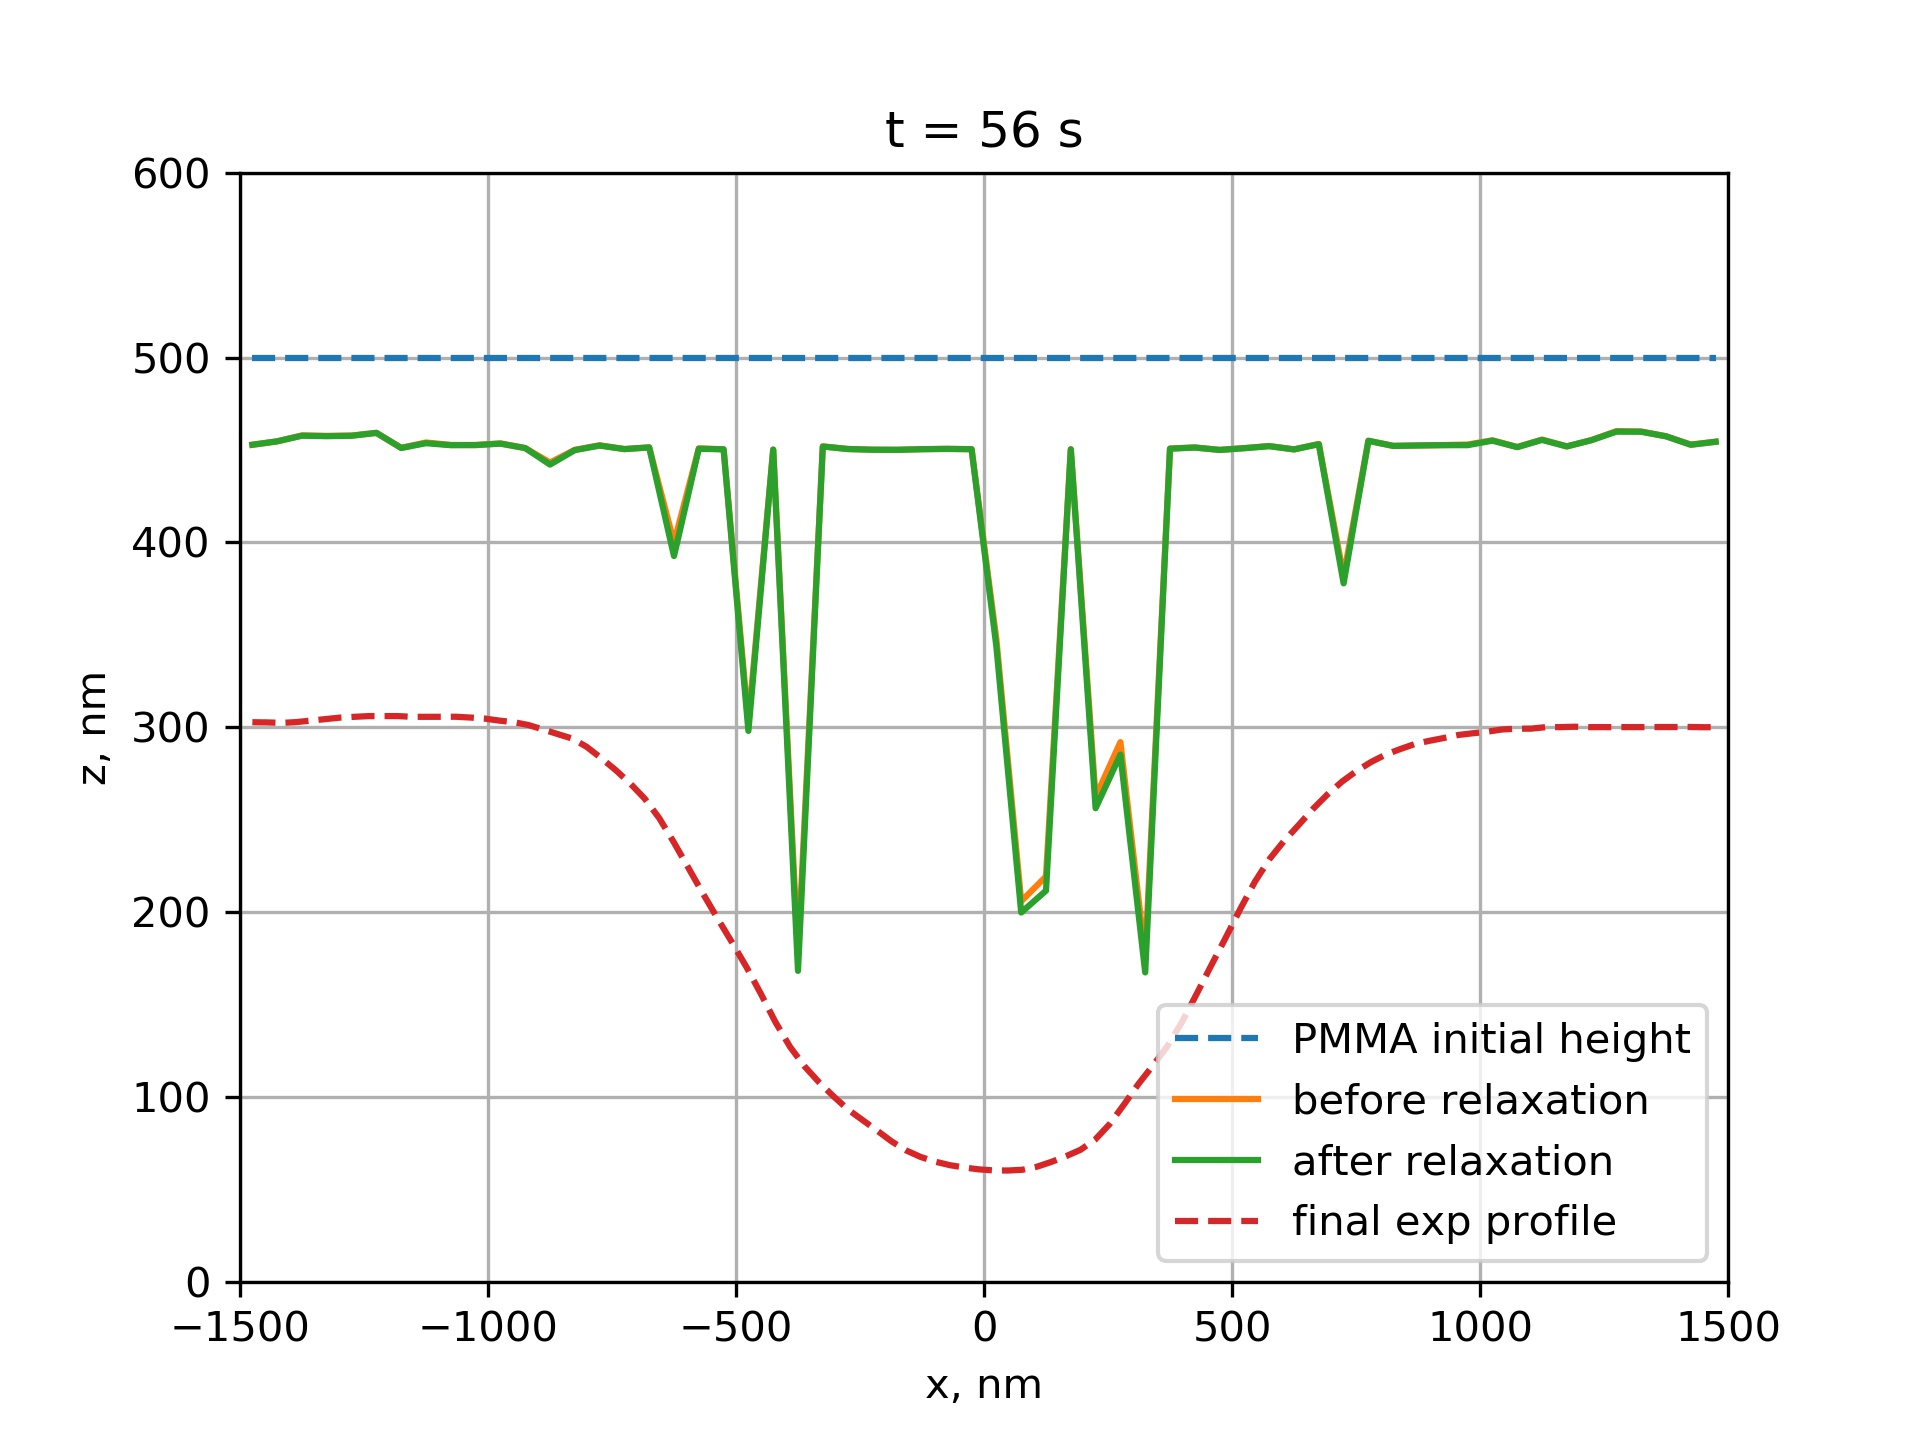 t = 56 s
600
500
400
300
200
100
0
z, nm
−1500
−1000
−500
0
500
1000
1500
x, nm
PMMA initial height
before relaxation
after relaxation
final exp profile